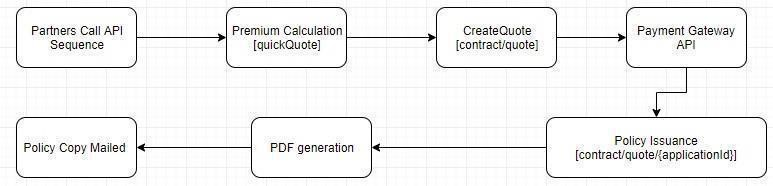 Partners Call API
Sequence
Premium Calculation
[quickQuote]
CreateQuote
[contract/quote]
Payment Gateway
API
Policy Issuance
[contract/quote/{applicationId}]
PDF generation
Policy Copy Mailed